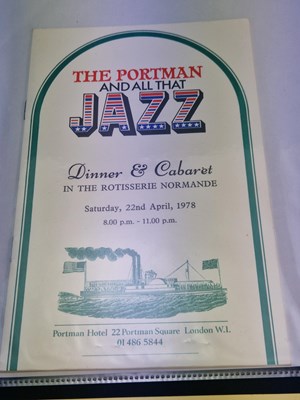 THE PORTMAN
AND ALL THAT
JAZZ
Dinner & Cabaret
IN THE ROTISSERIE NORMANDE
Saturday, 22nd April, 1978
8.00 p.m. - 11.00 p.m.
Portman Hotel 22 Portman Square London W.1.
01 486 5844